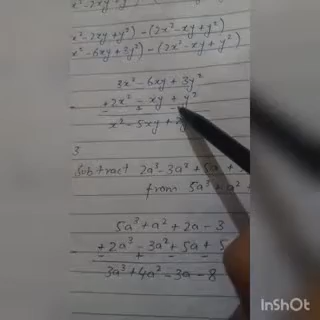 x²-2xy+y²)-(2x²-xy+y²)
x²-6xy+3y²)-(2x²-xy+y²)
3x²-6xy+3y²
+2x²-xy+y²
- + -
x²-5xy+
3
Subtract 2a³-3a²+5a
from 5a³+a²+
5a³+a²+2a-3
+2a³-3a²+5a+5
- + - -
3a³+4a²-3a-8
InShOt